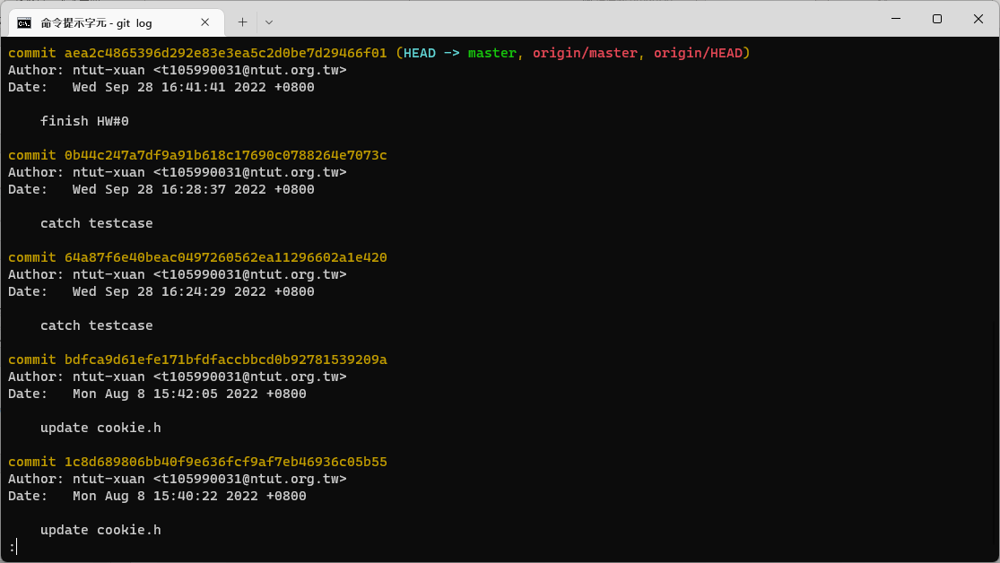 命令提示字元 - git log
commit aea2c4865396d292e83e3ea5c2d0be7d29466f01 (HEAD -> master, origin/master, origin/HEAD)
Author: ntut-xuan <t105990031@ntut.org.tw>
Date:   Wed Sep 28 16:41:41 2022 +0800
finish HW#0
commit 0b44c247a7df9a91b618c17690c0788264e7073c
Author: ntut-xuan <t105990031@ntut.org.tw>
Date:   Wed Sep 28 16:28:37 2022 +0800
catch testcase
commit 64a87f6e40beac0497260562ea11296602a1e420
Author: ntut-xuan <t105990031@ntut.org.tw>
Date:   Wed Sep 28 16:24:29 2022 +0800
catch testcase
commit bdfca9d61efe171bfdfaccbbcd0b92781539209a
Author: ntut-xuan <t105990031@ntut.org.tw>
Date:   Mon Aug 8 15:42:05 2022 +0800
update cookie.h
commit 1c8d689806bb40f9e636fcf9af7eb46936c05b55
Author: ntut-xuan <t105990031@ntut.org.tw>
Date:   Mon Aug 8 15:40:22 2022 +0800
update cookie.h
: